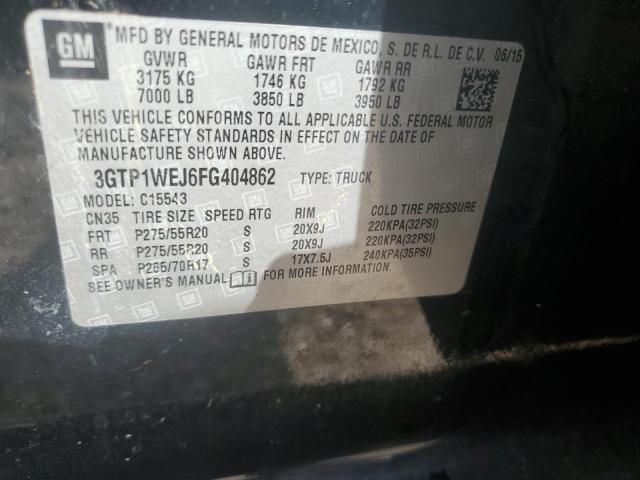 GM
*MFD BY GENERAL MOTORS DE MEXICO, S. DE R.L. DE C.V. 06/15
GVWR GAWR FRT GAWR RR
3175 KG 1746 KG 1792 KG
7000 LB 3850 LB 3950 LB
THIS VEHICLE CONFORMS TO ALL APPLICABLE U.S. FEDERAL MOTOR
VEHICLE SAFETY STANDARDS IN EFFECT ON THE DATE OF
MANUFACTURE SHOWN ABOVE.
3GTP1WEJ6FG404862 TYPE: TRUCK
MODEL: C15543
CN35 TIRE SIZE SPEED RTG RIM COLD TIRE PRESSURE
FRT P275/55R20 S 20X9J 220KPA(32PSI)
RR P275/55R20 S 20X9J 220KPA(32PSI)
SPA P265/70R17 S 17X7.5J 240KPA(35PSI)
SEE OWNER'S MANUAL FOR MORE INFORMATION.